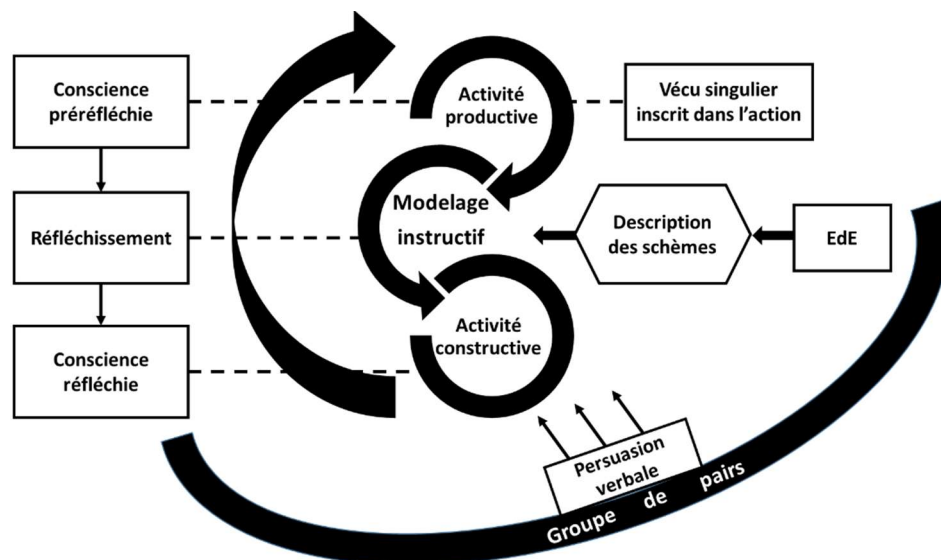 Conscience
préréfléchie
Activité
productive
Vécu singulier
inscrit dans l’action
Réfléchissement
Modelage
instructif
Description
des schèmes
EdE
Conscience
réfléchie
Activité
constructive
Persuasion
verbale
Groupe de pairs